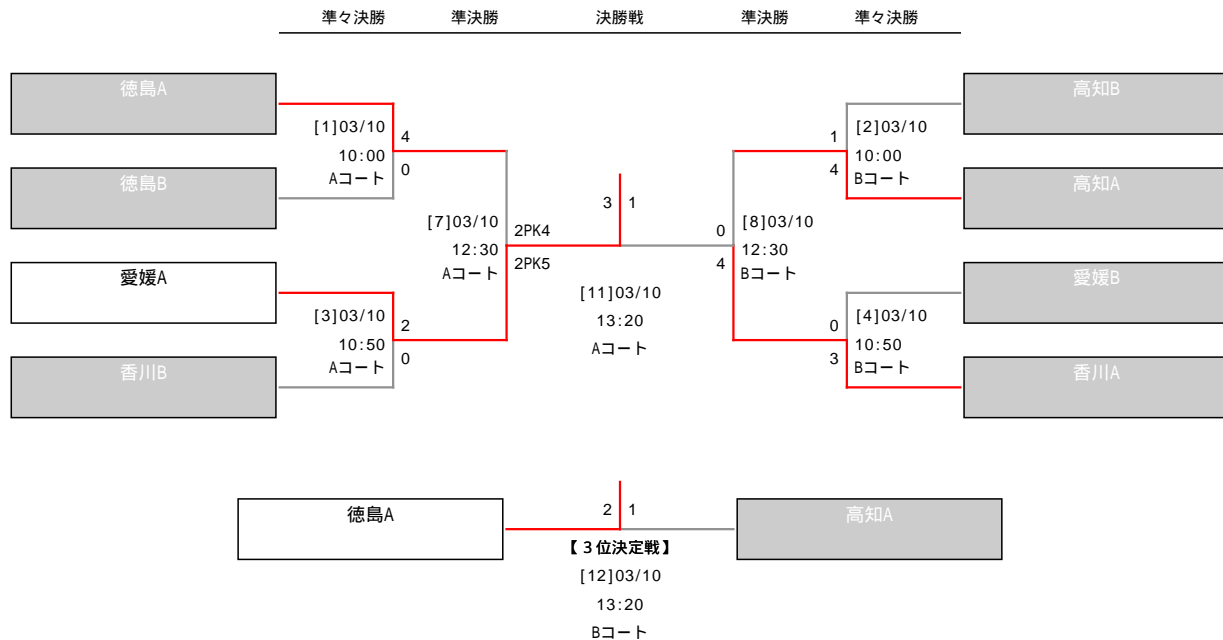 準々決勝 準決勝 決勝戦 準決勝 準々決勝
徳島A
高知B
[1]03/10
4
10:00
0
Aコート
1
[2]03/10
10:00
4
Bコート
徳島B
高知A
3 1
[7]03/10
2PK4
12:30
2PK5
Aコート
0
[8]03/10
12:30
4
Bコート
愛媛A
愛媛B
[11]03/10
13:20
Aコート
[3]03/10
2
10:50
0
Aコート
0
[4]03/10
10:50
3
Bコート
香川B
香川A
徳島A
2 1
高知A
【３位決定戦】
[12]03/10
13:20
Bコート